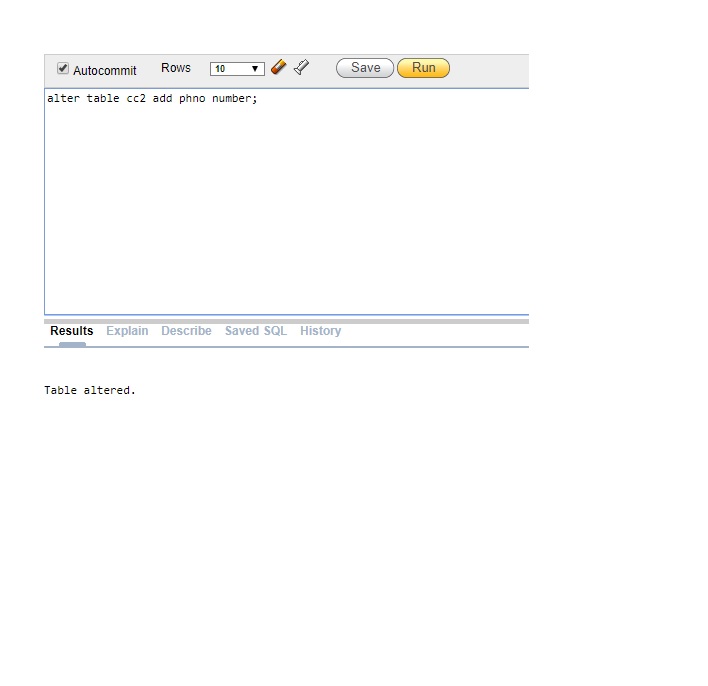 Autocommit Rows 10 Save Run
alter table cc2 add phno number;
Results Explain Describe Saved SQL History
Table altered.